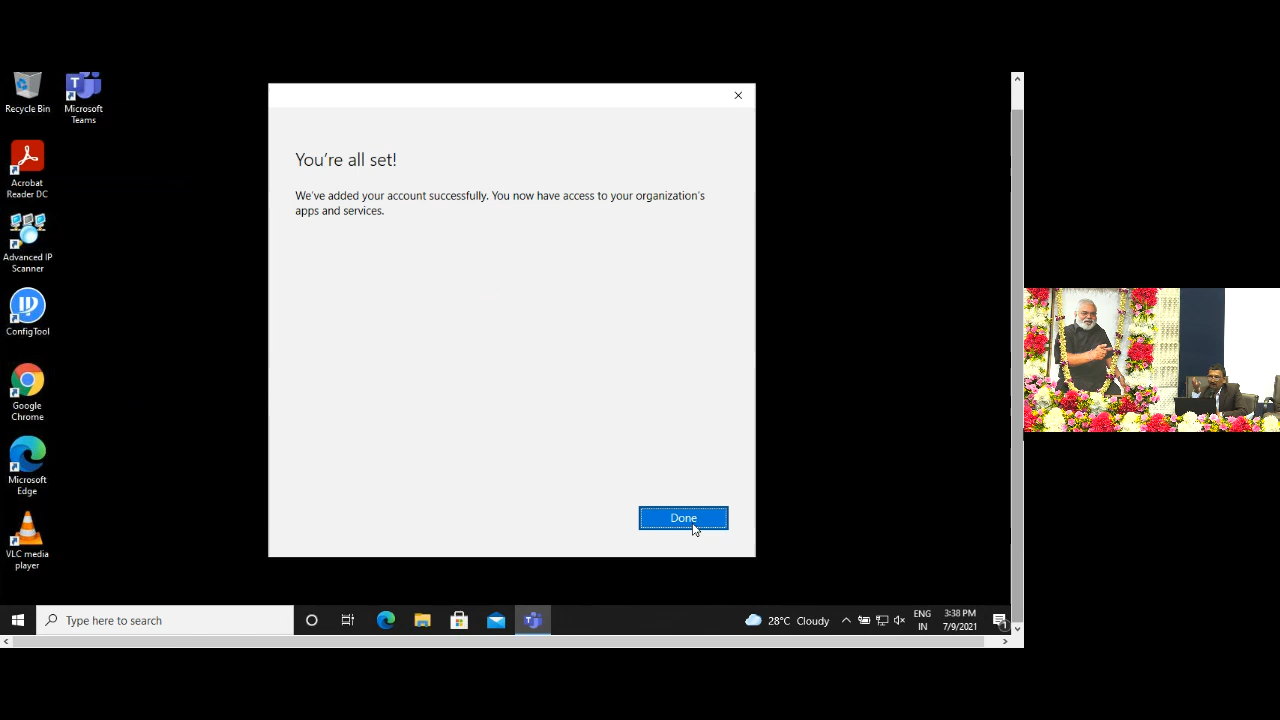 Recycle Bin
Microsoft
Teams
Acrobat
Reader DC
Advanced IP
Scanner
ConfigTool
Google
Chrome
Microsoft
Edge
VLC media
player
You're all set!
We've added your account successfully. You now have access to your organization's
apps and services.
Done
Type here to search
28°C Cloudy
ENG
IN
3:38 PM
7/9/2021
1